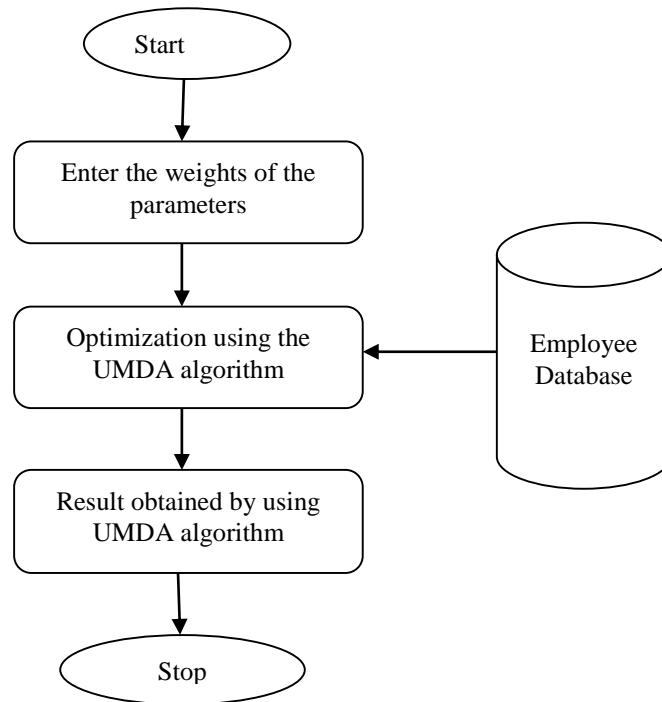 Start
Enter the weights of the
parameters
Optimization using the
UMDA algorithm
Employee
Database
Result obtained by using
UMDA algorithm
Stop